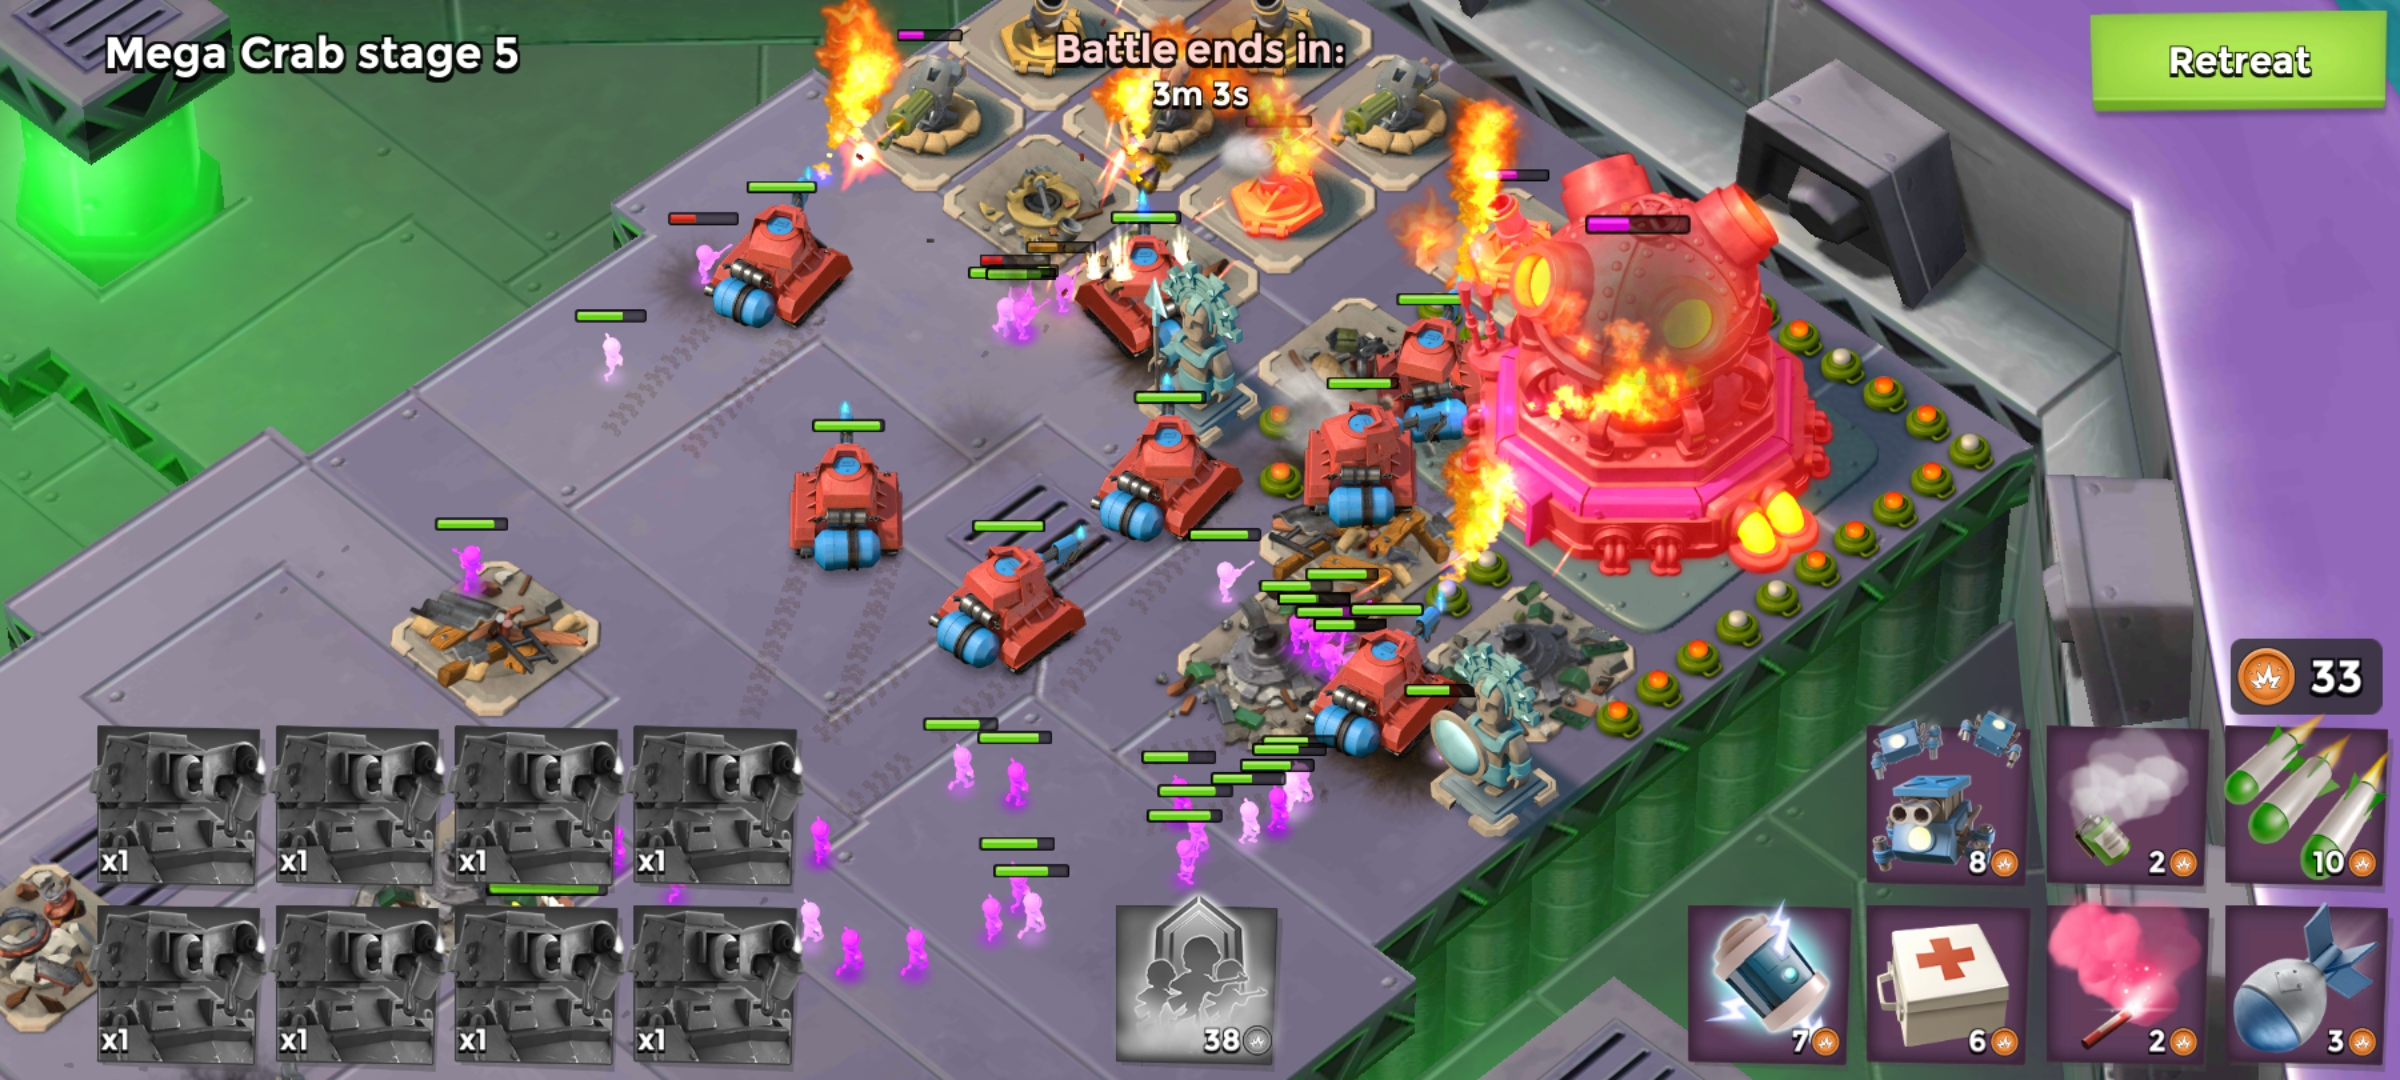 Mega Crab stage 5
Battle ends in:
3m 3s
Retreat
33
x1
x1
x1
x1
8
2
10
x1
x1
x1
x1
38
7
6
2
3